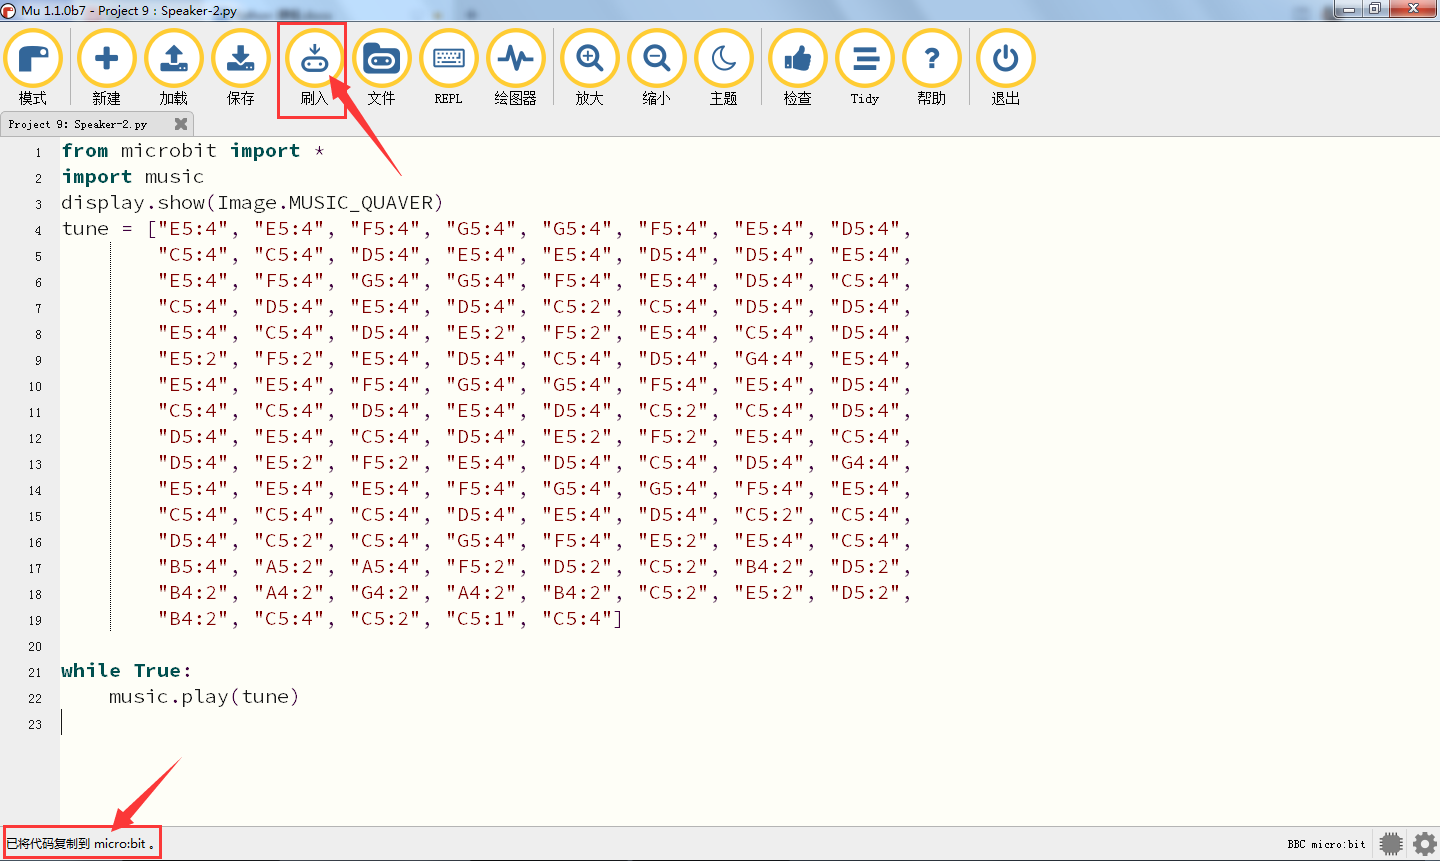 Mu 1.1.0b7 - Project 9：Speaker-2.py
模式 新建 加载 保存 刷入 文件 REPL 绘图器 放大 缩小 主题 检查 Tidy 帮助 退出
Project 9：Speaker-2.py
1 from microbit import *
2 import music
3 display.show(Image.MUSIC_QUAVER)
4 tune = ["E5:4", "E5:4", "F5:4", "G5:4", "G5:4", "F5:4", "E5:4", "D5:4",
5 "C5:4", "C5:4", "D5:4", "E5:4", "E5:4", "D5:4", "D5:4", "E5:4",
6 "E5:4", "F5:4", "G5:4", "G5:4", "F5:4", "E5:4", "D5:4", "C5:4",
7 "C5:4", "D5:4", "E5:4", "D5:4", "C5:2", "C5:4", "D5:4", "D5:4",
8 "E5:4", "C5:4", "D5:4", "E5:2", "F5:2", "E5:4", "C5:4", "D5:4",
9 "E5:2", "F5:2", "E5:4", "D5:4", "C5:4", "D5:4", "G4:4", "E5:4",
10 "E5:4", "E5:4", "F5:4", "G5:4", "G5:4", "F5:4", "E5:4", "D5:4",
11 "C5:4", "C5:4", "D5:4", "E5:4", "D5:4", "C5:2", "C5:4", "D5:4",
12 "D5:4", "E5:4", "C5:4", "D5:4", "E5:2", "F5:2", "E5:4", "C5:4",
13 "D5:4", "E5:2", "F5:2", "E5:4", "D5:4", "C5:4", "D5:4", "G4:4",
14 "E5:4", "E5:4", "E5:4", "F5:4", "G5:4", "G5:4", "F5:4", "E5:4",
15 "C5:4", "C5:4", "C5:4", "D5:4", "E5:4", "D5:4", "C5:2", "C5:4",
16 "D5:4", "C5:2", "C5:4", "G5:4", "F5:4", "E5:2", "E5:4", "C5:4",
17 "B5:4", "A5:2", "A5:4", "F5:2", "D5:2", "C5:2", "B4:2", "D5:2",
18 "B4:2", "A4:2", "G4:2", "A4:2", "B4:2", "C5:2", "E5:2", "D5:2",
19 "B4:2", "C5:4", "C5:2", "C5:1", "C5:4"]
20
21 while True:
22 music.play(tune)
23
已将代码复制到 micro:bit 。
BBC micro:bit